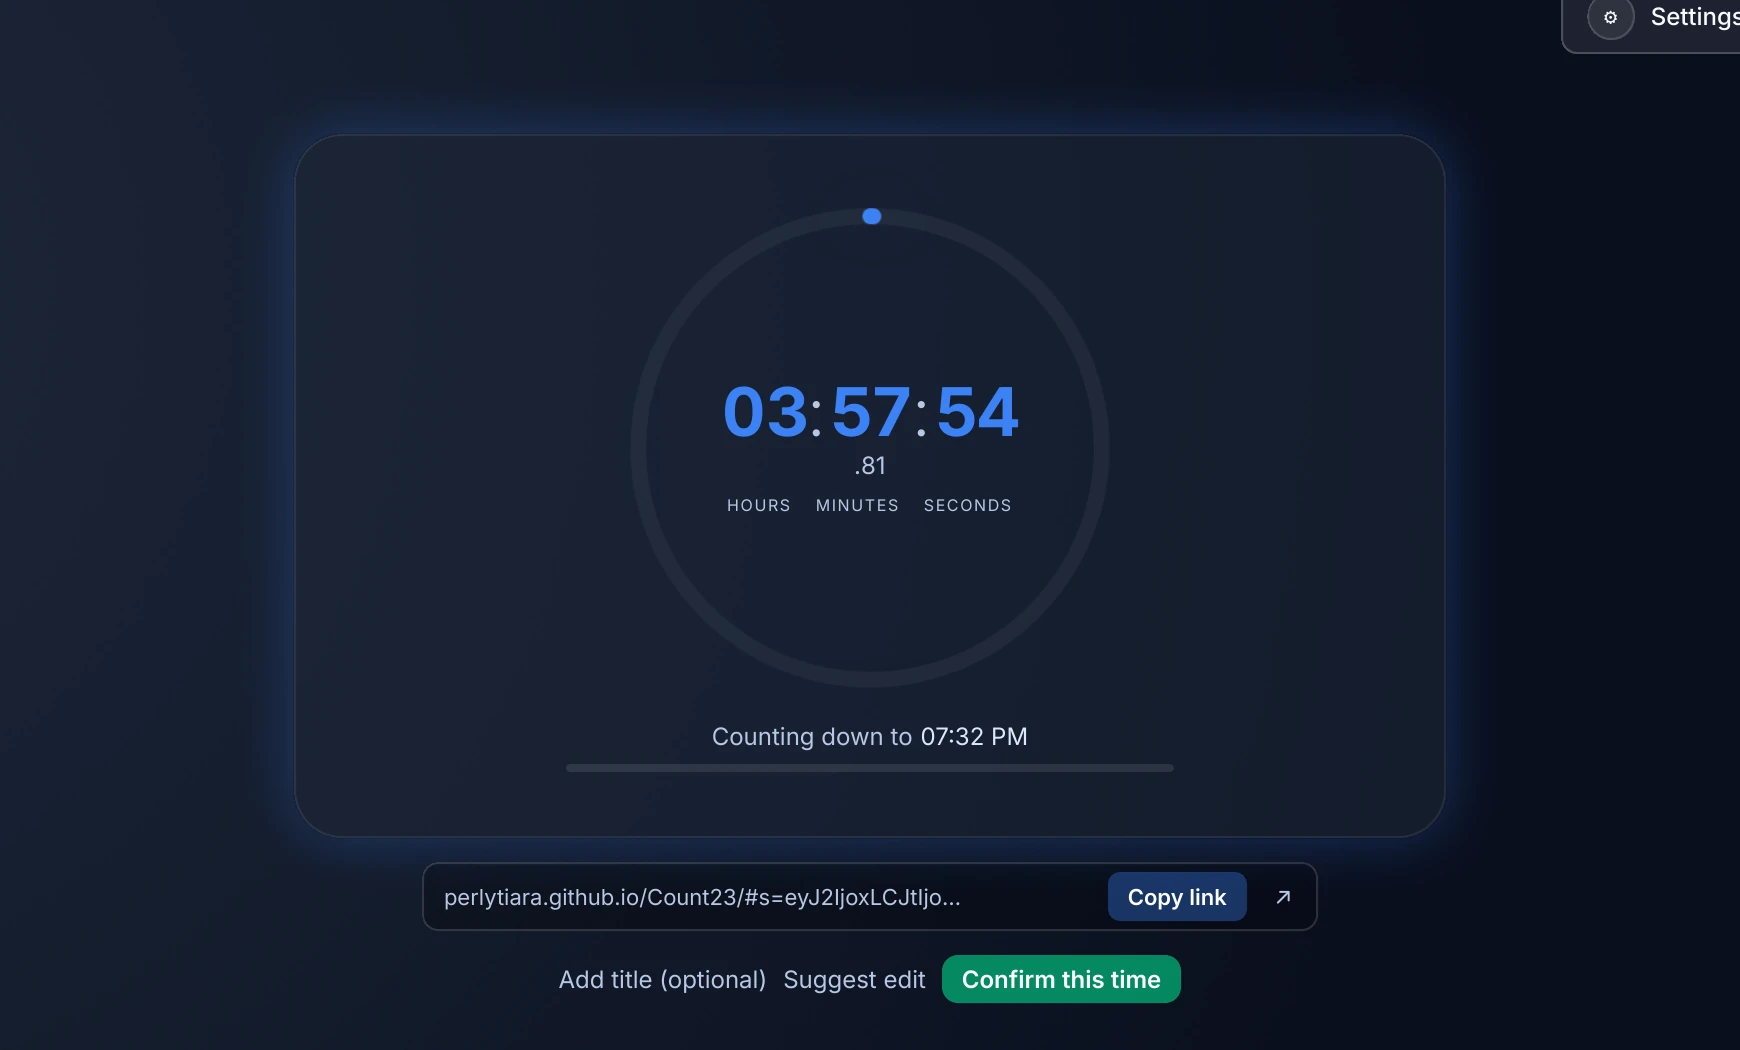 ⚙ Settings
03:57:54
.81
HOURS MINUTES SECONDS
Counting down to 07:32 PM
perlytiara.github.io/Count23/#s=eyJ2IjoxLCJtIjo... Copy link ↗
Add title (optional) Suggest edit Confirm this time